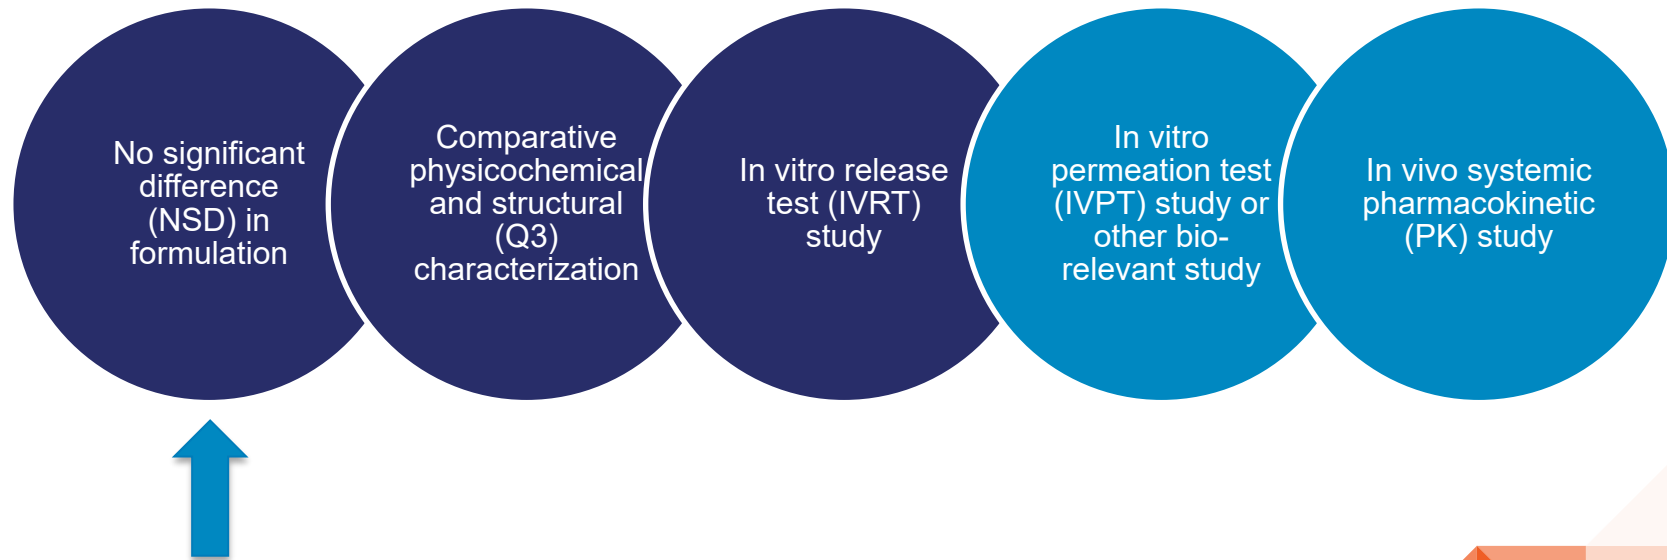 No significant
difference
(NSD) in
formulation
Comparative
physicochemical
and structural
(Q3)
characterization
In vitro release
test (IVRT)
study
In vitro
permeation test
(IVPT) study or
other bio-
relevant study
In vivo systemic
pharmacokinetic
(PK) study